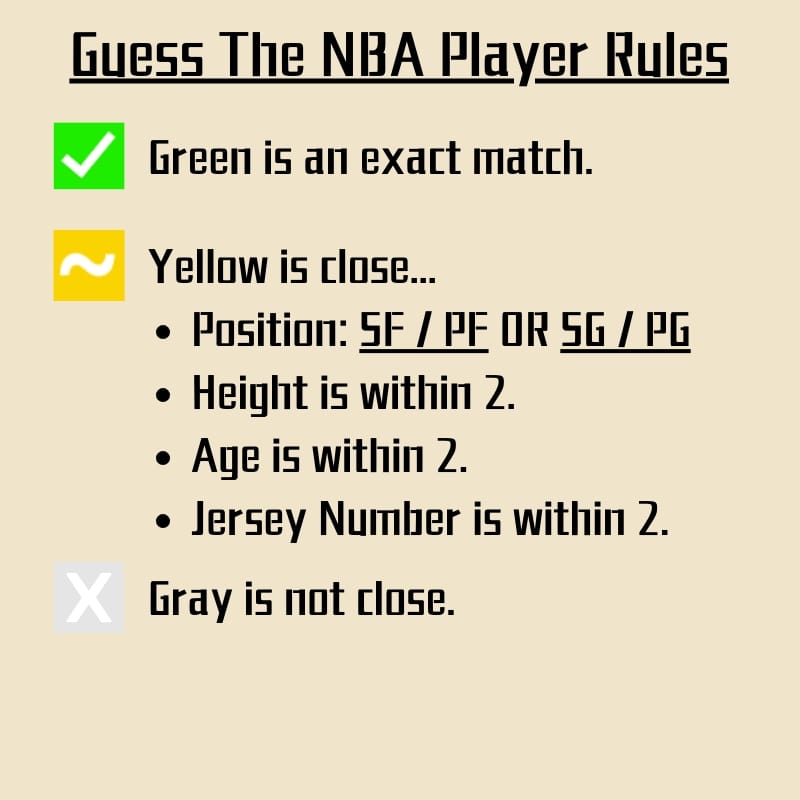 Guess The NBA Player Rules
✓ Green is an exact match.
~ Yellow is close...
• Position: SF / PF OR SG / PG
• Height is within 2.
• Age is within 2.
• Jersey Number is within 2.
X Gray is not close.